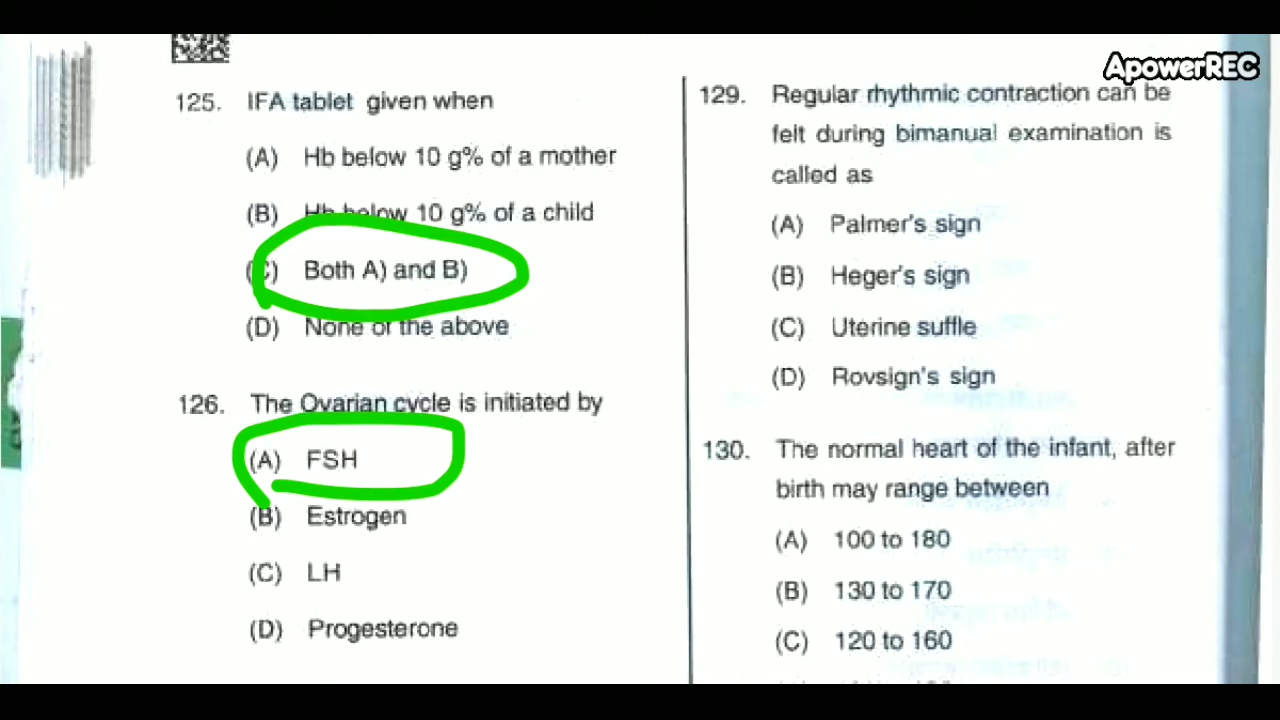 ApowerREC
125. IFA tablet given when
(A) Hb below 10 g% of a mother
(B) Hb below 10 g% of a child
(C) Both A) and B)
(D) None of the above
126. The Ovarian cycle is initiated by
(A) FSH
(B) Estrogen
(C) LH
(D) Progesterone
129. Regular rhythmic contraction can be
felt during bimanual examination is
called as
(A) Palmer's sign
(B) Heger's sign
(C) Uterine suffle
(D) Rovsign's sign
130. The normal heart of the infant, after
birth may range between
(A) 100 to 180
(B) 130 to 170
(C) 120 to 160